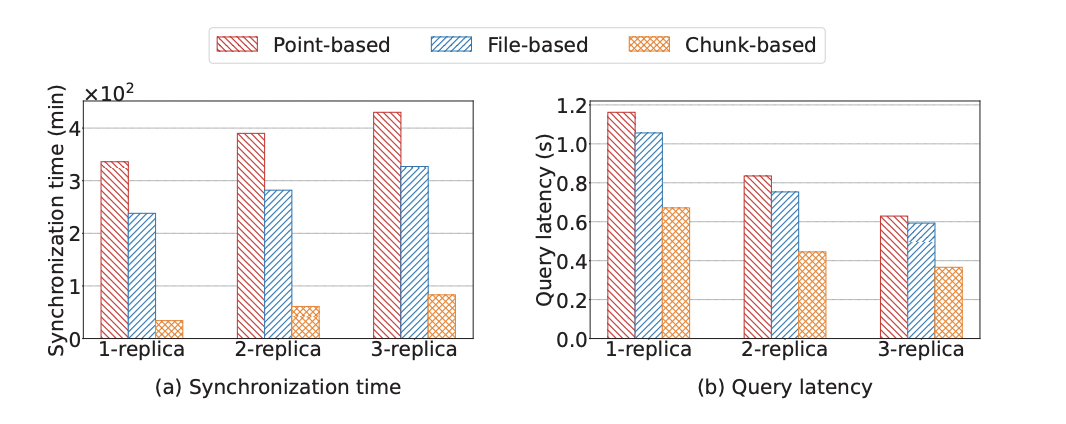 Point-based File-based Chunk-based
×10²
Synchronization time (min)
4
3
2
1
0
1-replica 2-replica 3-replica
(a) Synchronization time
Query latency (s)
1.2
1.0
0.8
0.6
0.4
0.2
0.0
1-replica 2-replica 3-replica
(b) Query latency